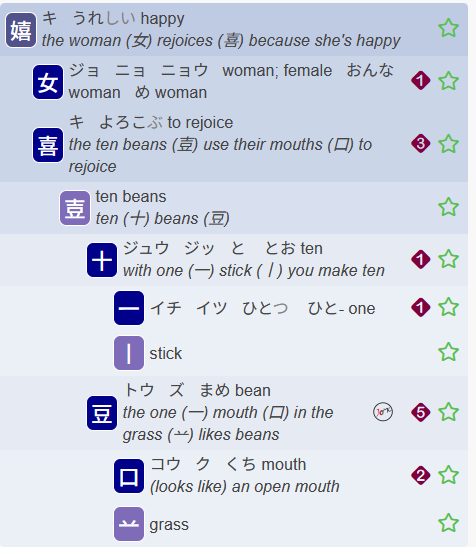 嬉 キ うれしい happy
the woman (女) rejoices (喜) because she's happy
女 ジョ ニョ ニョウ woman; female おんな
woman め woman
1
喜 キ よろこぶ to rejoice
the ten beans (壴) use their mouths (口) to
rejoice
3
壴 ten beans
ten (十) beans (豆)
十 ジュウ ジッ と とお ten
with one (一) stick (丨) you make ten
1
一 イチ イツ ひとつ ひと- one
1
丨 stick
豆 トウ ズ まめ bean
the one (一) mouth (口) in the
grass (䒑) likes beans
5
口 コウ ク くち mouth
(looks like) an open mouth
2
䒑 grass